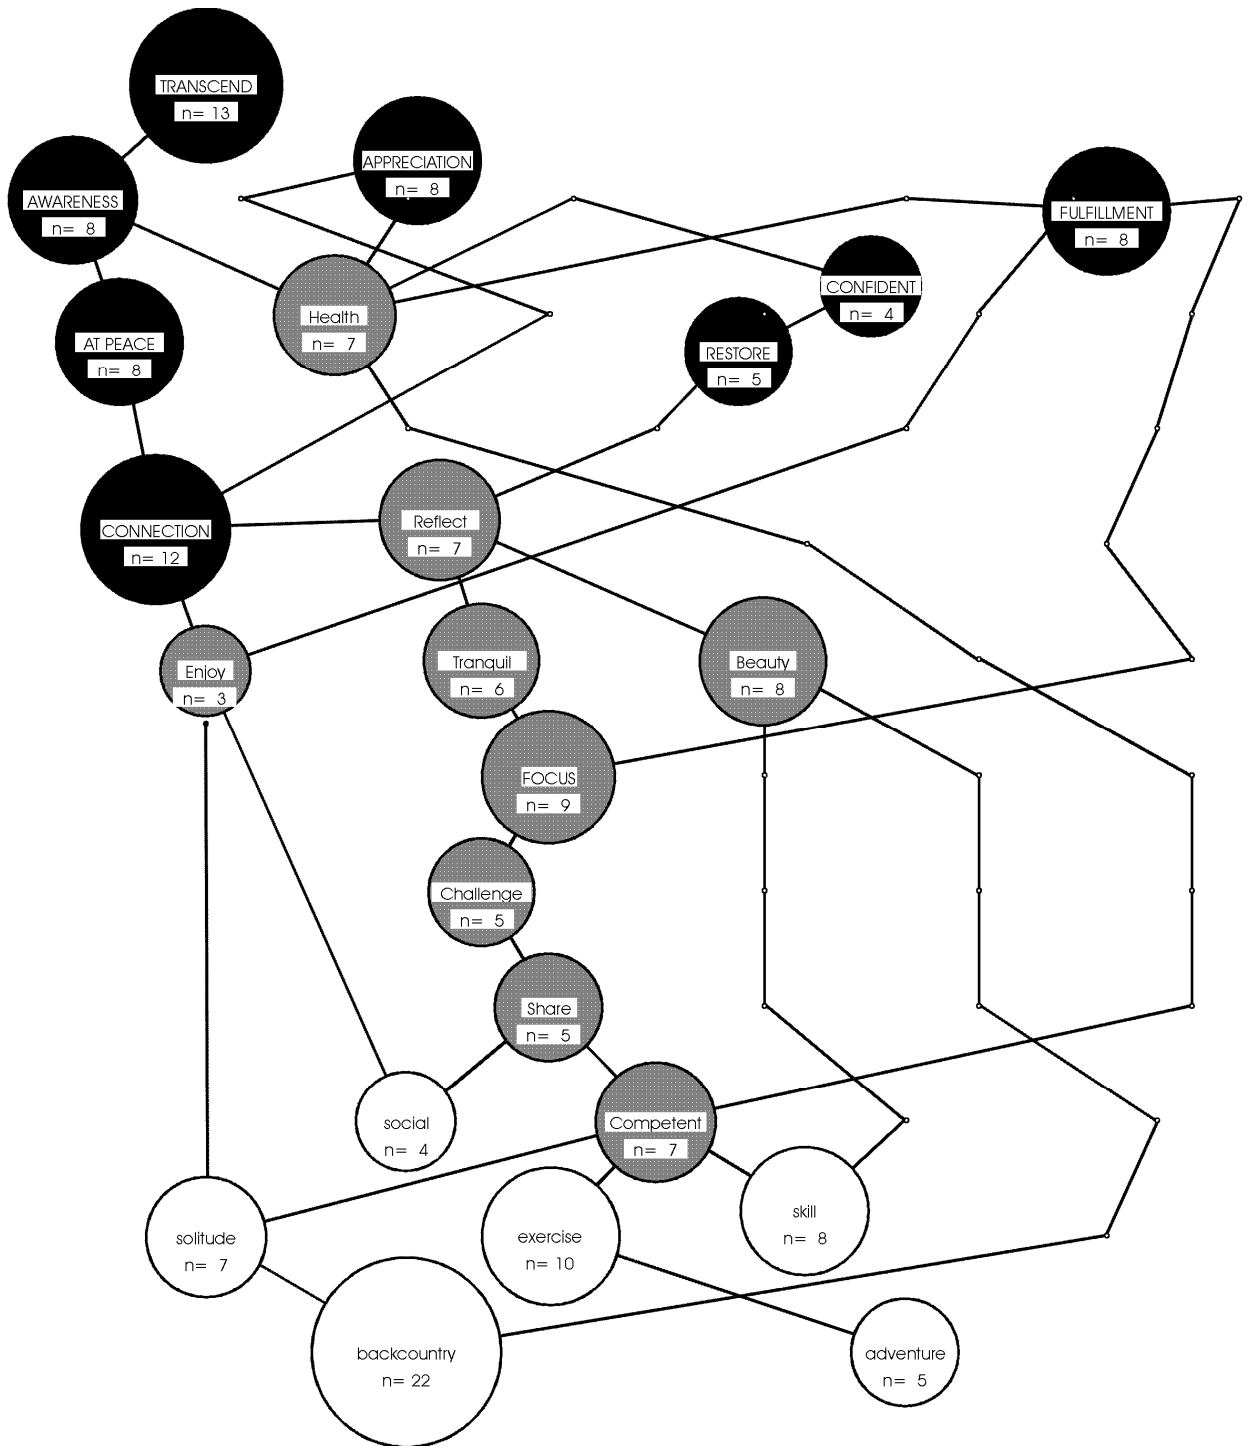 TRANSCEND
n= 13
APPRECIATION
n= 8
AWARENESS
n= 8
FULFILLMENT
n= 8
CONFIDENT
n= 4
Health
n= 7
AT PEACE
n= 8
RESTORE
n= 5
CONNECTION
n= 12
Reflect
n= 7
Enjoy
n= 3
Tranquil
n= 6
Beauty
n= 8
FOCUS
n= 9
Challenge
n= 5
Share
n= 5
social
n= 4
Competent
n= 7
skill
n= 8
solitude
n= 7
exercise
n= 10
backcountry
n= 22
adventure
n= 5